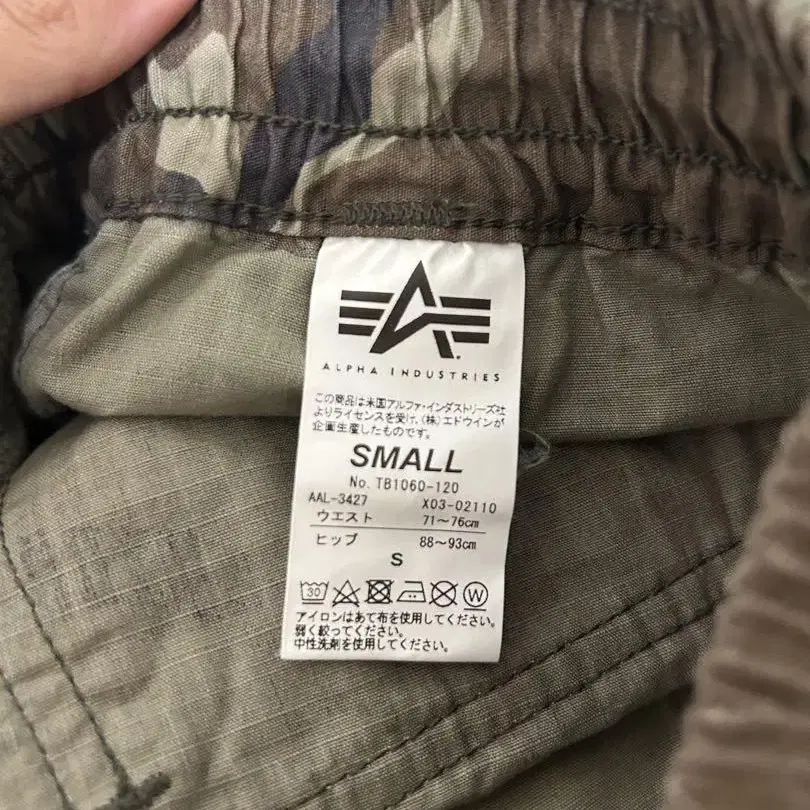 ALPHA INDUSTRIES
この商品は米国アルファ・インダストリーズ社
よりライセンスを受け、(株)エドウインが
企画生産したものです。
SMALL
No. TB1060-120
AAL-3427 X03-02110
ウエスト 71~76cm
ヒップ 88~93cm
S
30 W
アイロンはあて布を使用してください。
弱く絞ってください。
中性洗剤を使用してください。